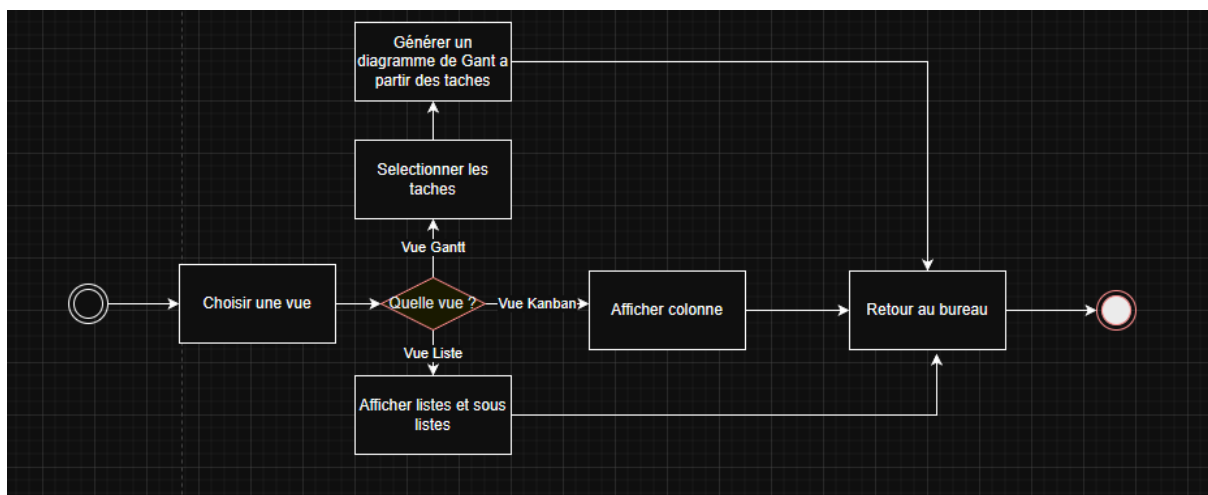 Générer un
diagramme de Gant a
partir des taches
Selectionner les
taches
Vue Gantt
Choisir une vue
Quelle vue ?
Vue Kanban
Afficher colonne
Retour au bureau
Vue Liste
Afficher listes et sous
listes